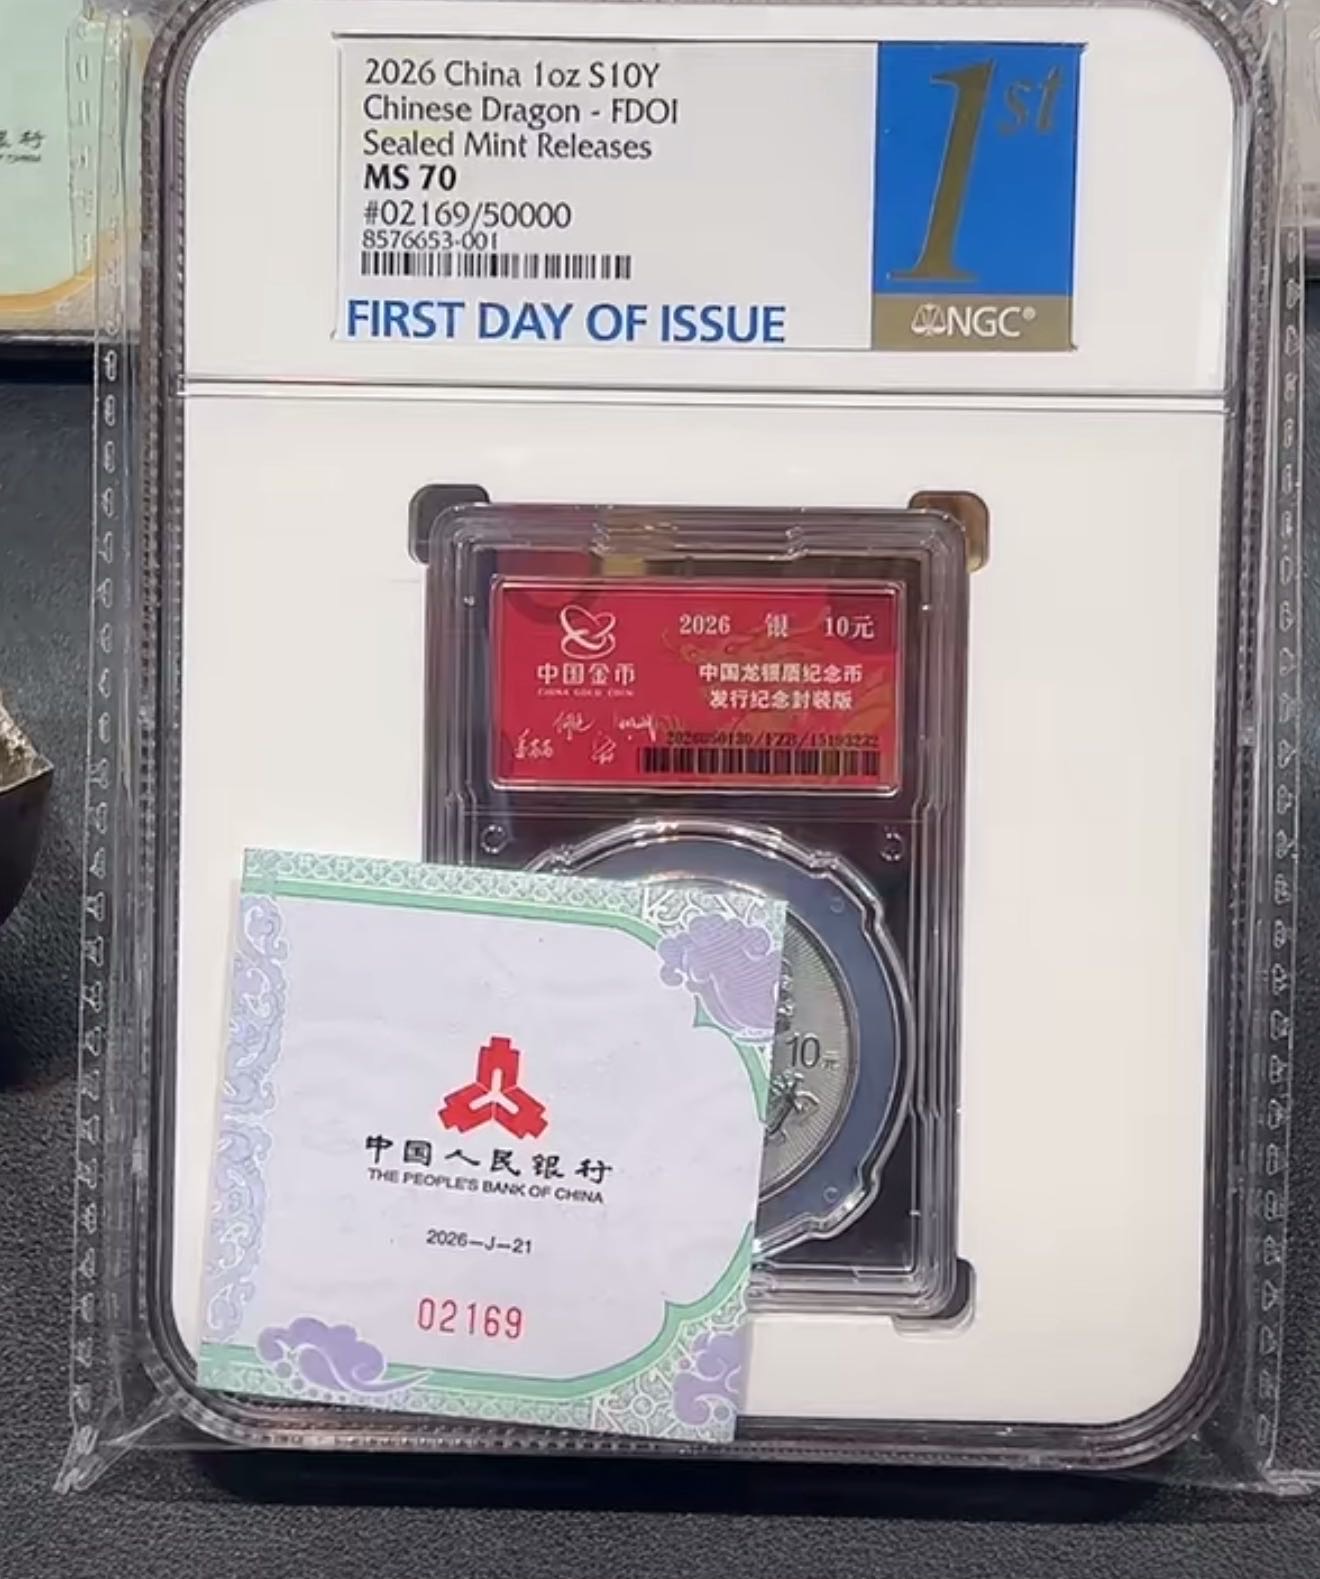 2026 China 1oz S10Y
Chinese Dragon - FDOI
Sealed Mint Releases
MS 70
#02169/50000
8576653-001
FIRST DAY OF ISSUE
1st
NGC®
中国金币
CHINA GOLD COIN
2026 银 10元
中国龙银质纪念币
发行纪念封装版
10元
中国人民银行
THE PEOPLE'S BANK OF CHINA
2026-J-21
02169